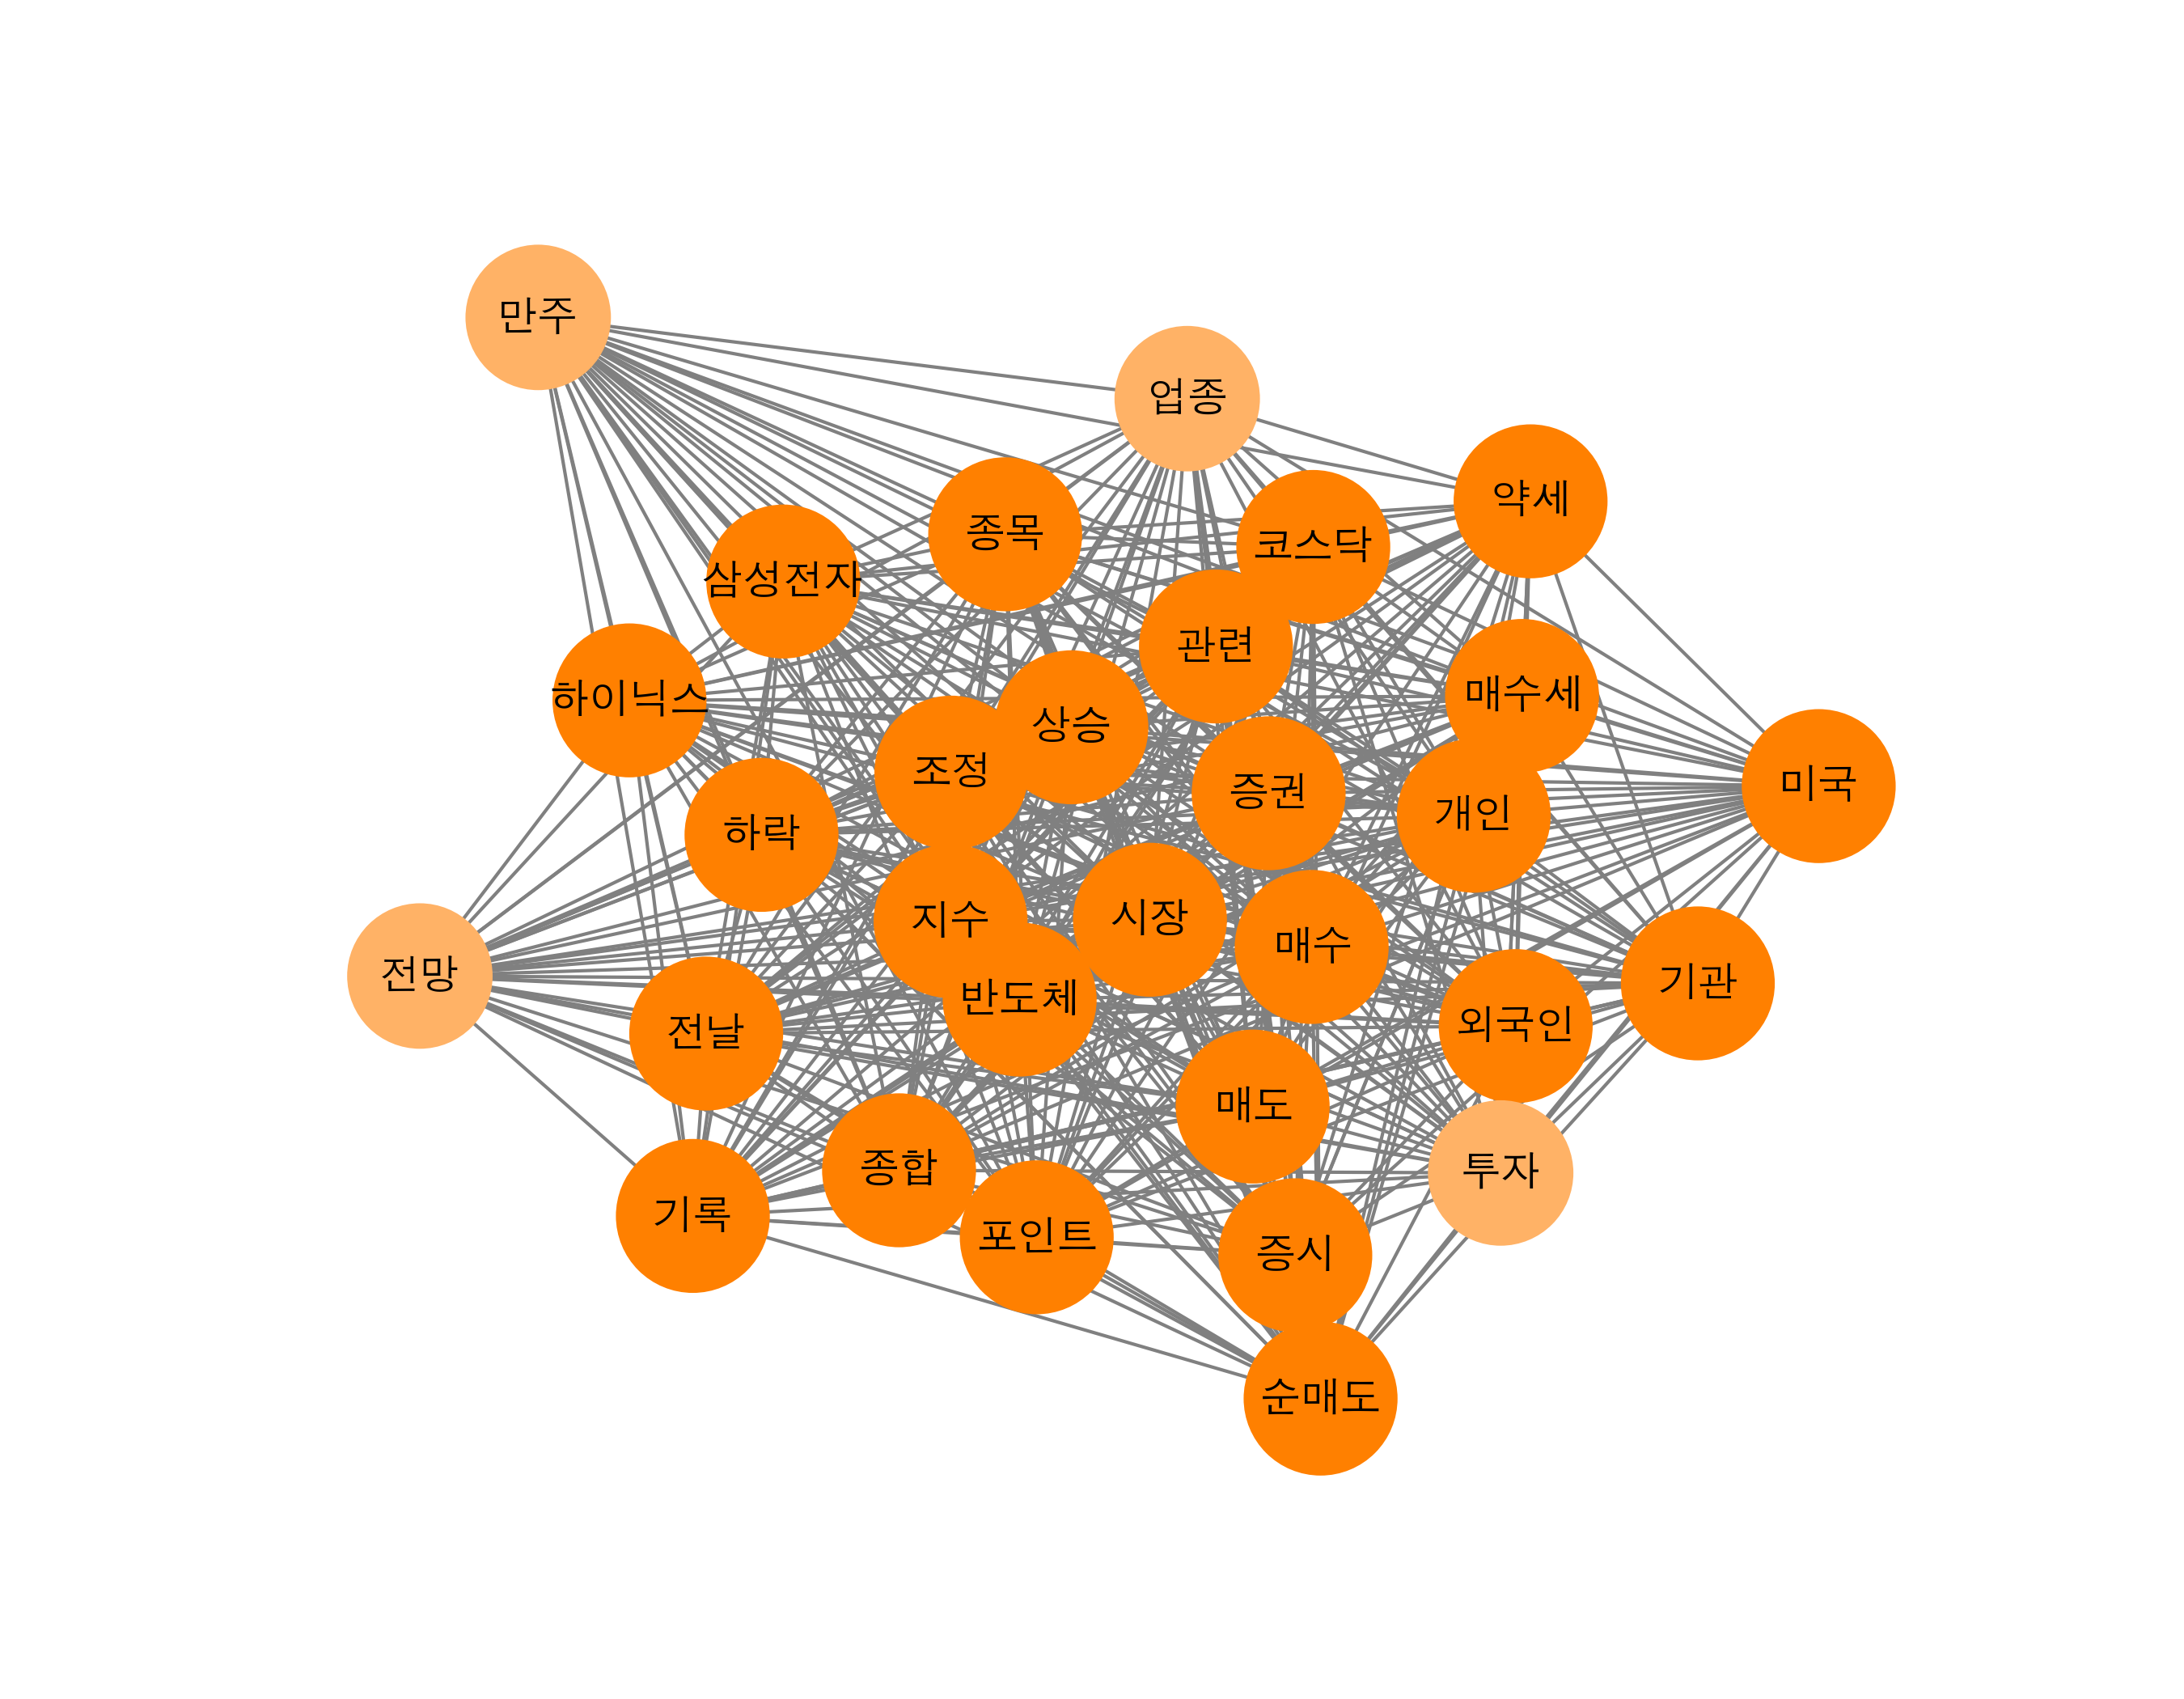 만주
업종
약세
종목
코스닥
삼성전자
관련
하이닉스
매수세
상승
조정
증권
미국
개인
하락
지수
시장
매수
전망
반도체
기관
전날
외국인
매도
종합
투자
기록
포인트
증시
순매도